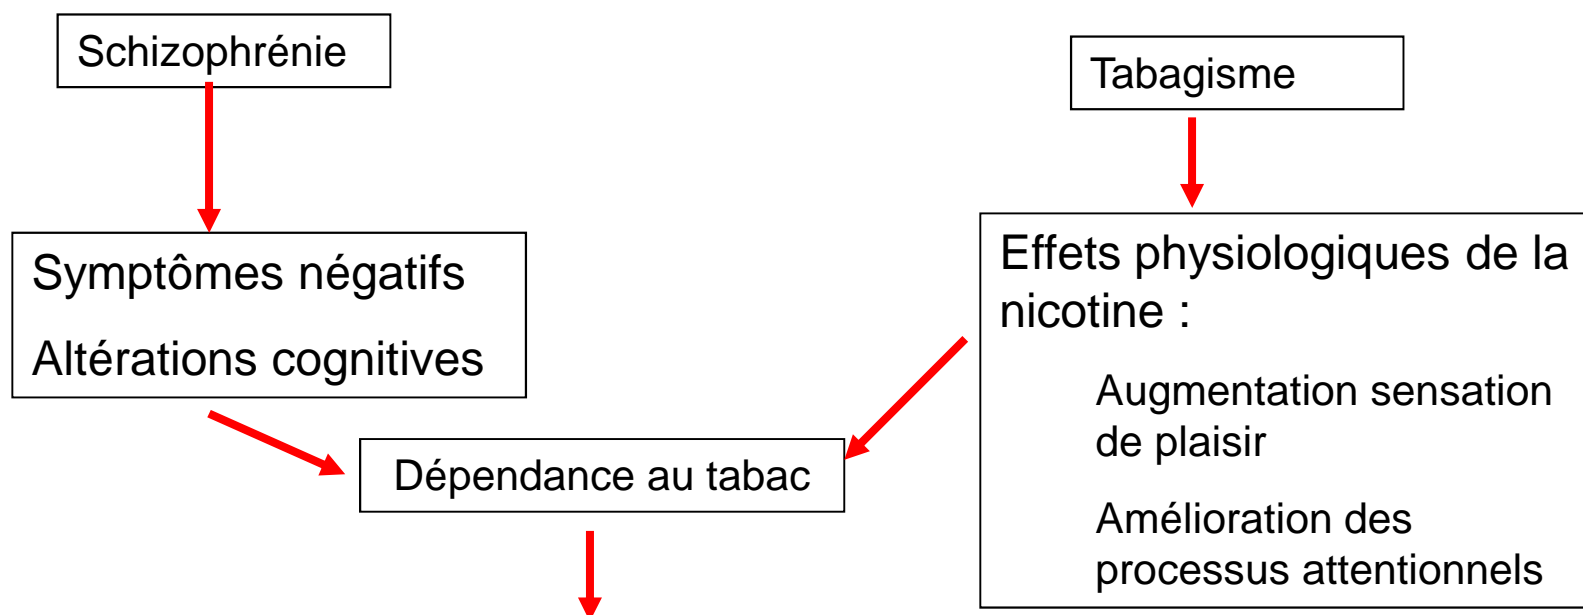 Schizophrénie
Tabagisme
Symptômes négatifs
Altérations cognitives
Effets physiologiques de la
nicotine :
Augmentation sensation
de plaisir
Amélioration des
processus attentionnels
Dépendance au tabac